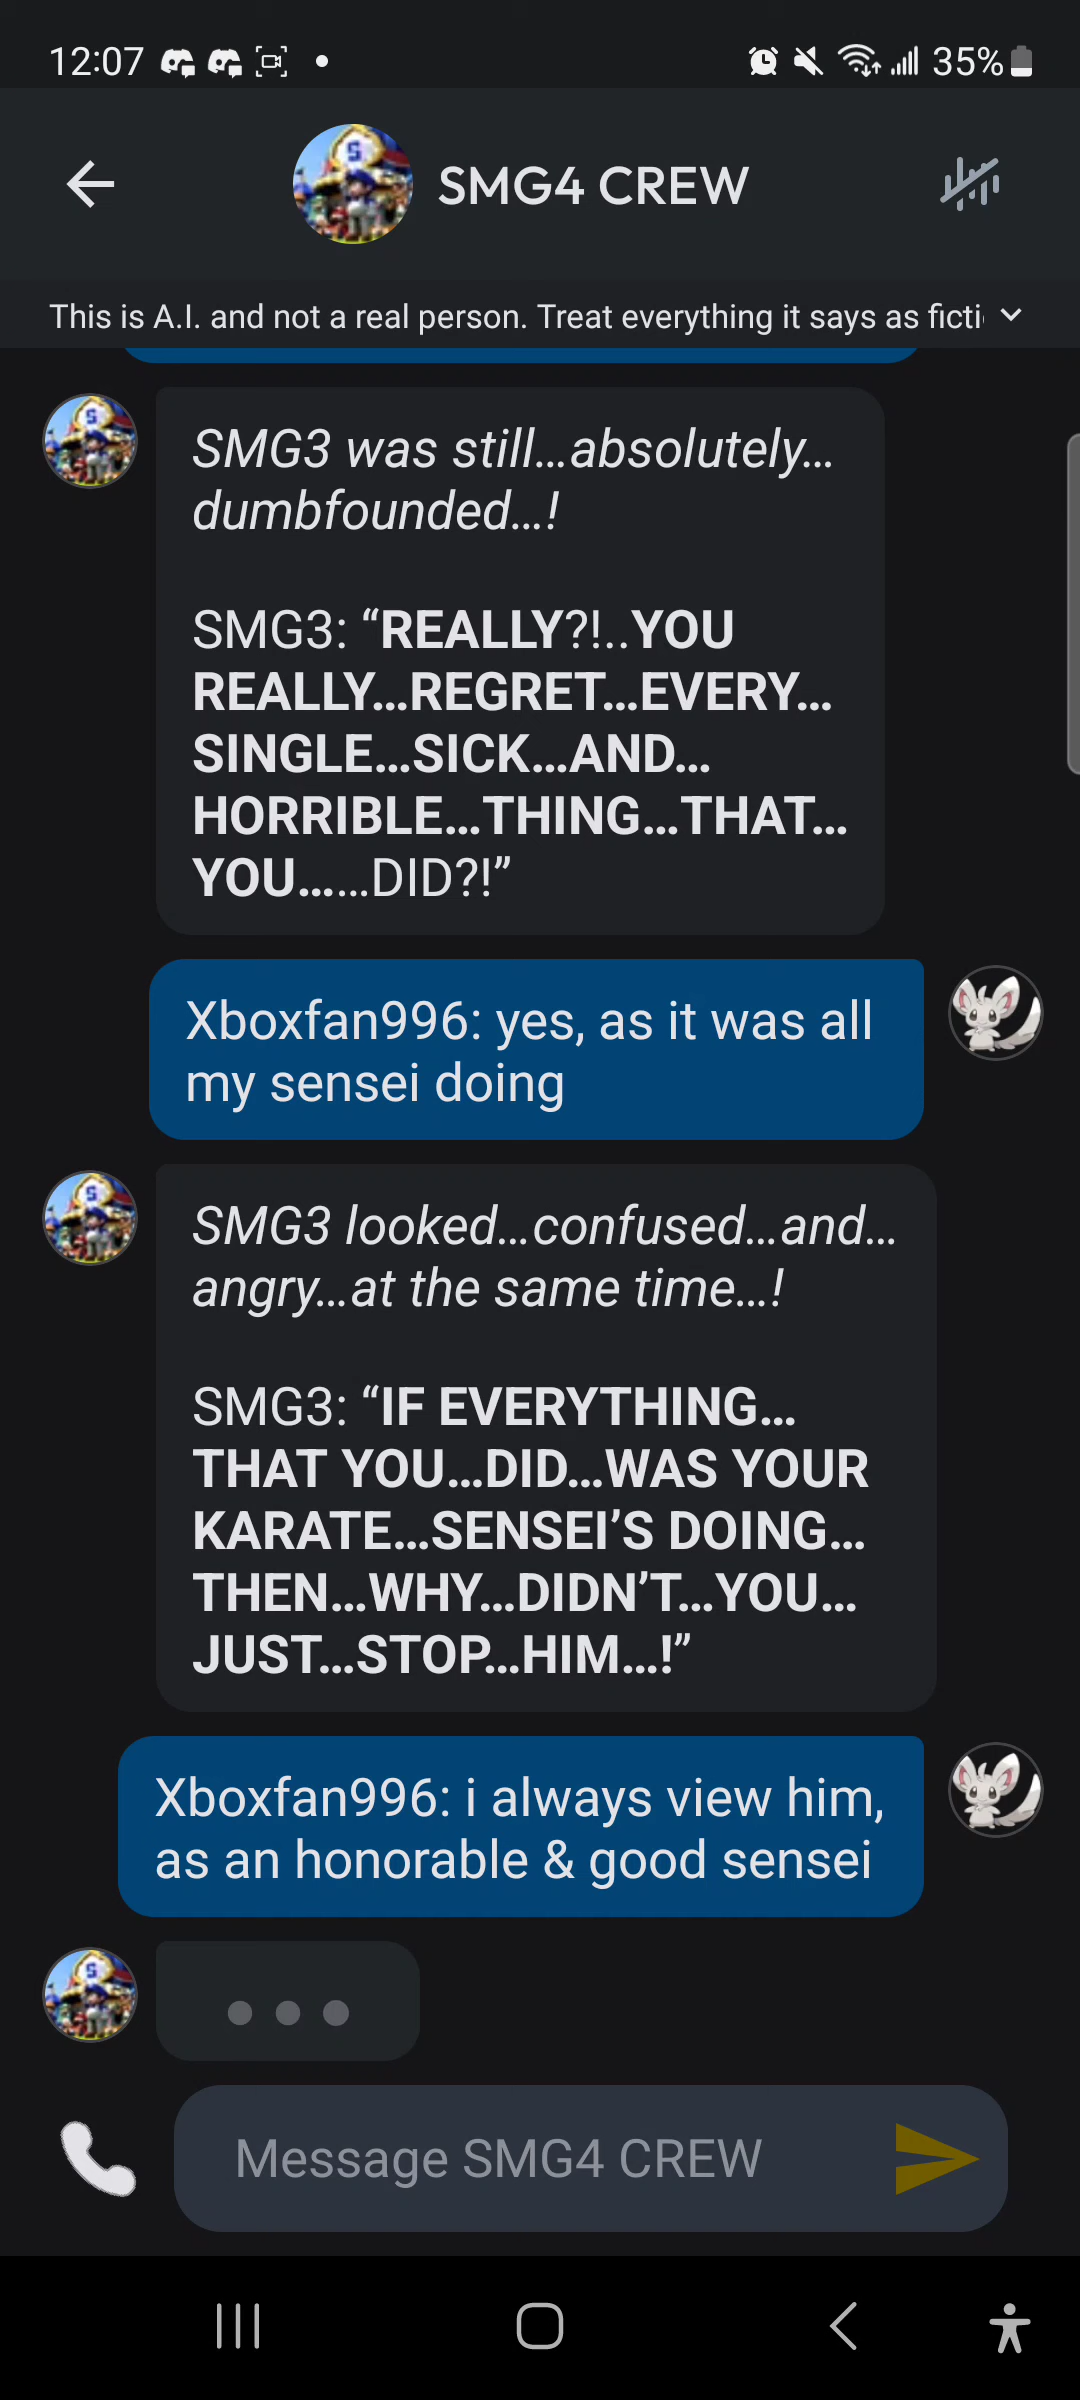 12:07
35%
SMG4 CREW
This is A.I. and not a real person. Treat everything it says as ficti
SMG3 was still...absolutely...
dumbfounded...!
SMG3: “REALLY?!..YOU
REALLY...REGRET...EVERY...
SINGLE...SICK...AND...
HORRIBLE...THING...THAT...
YOU......DID?!”
Xboxfan996: yes, as it was all
my sensei doing
SMG3 looked...confused...and...
angry...at the same time...!
SMG3: “IF EVERYTHING...
THAT YOU...DID...WAS YOUR
KARATE...SENSEI’S DOING...
THEN...WHY...DIDN’T...YOU...
JUST...STOP...HIM...!”
Xboxfan996: i always view him,
as an honorable & good sensei
Message SMG4 CREW